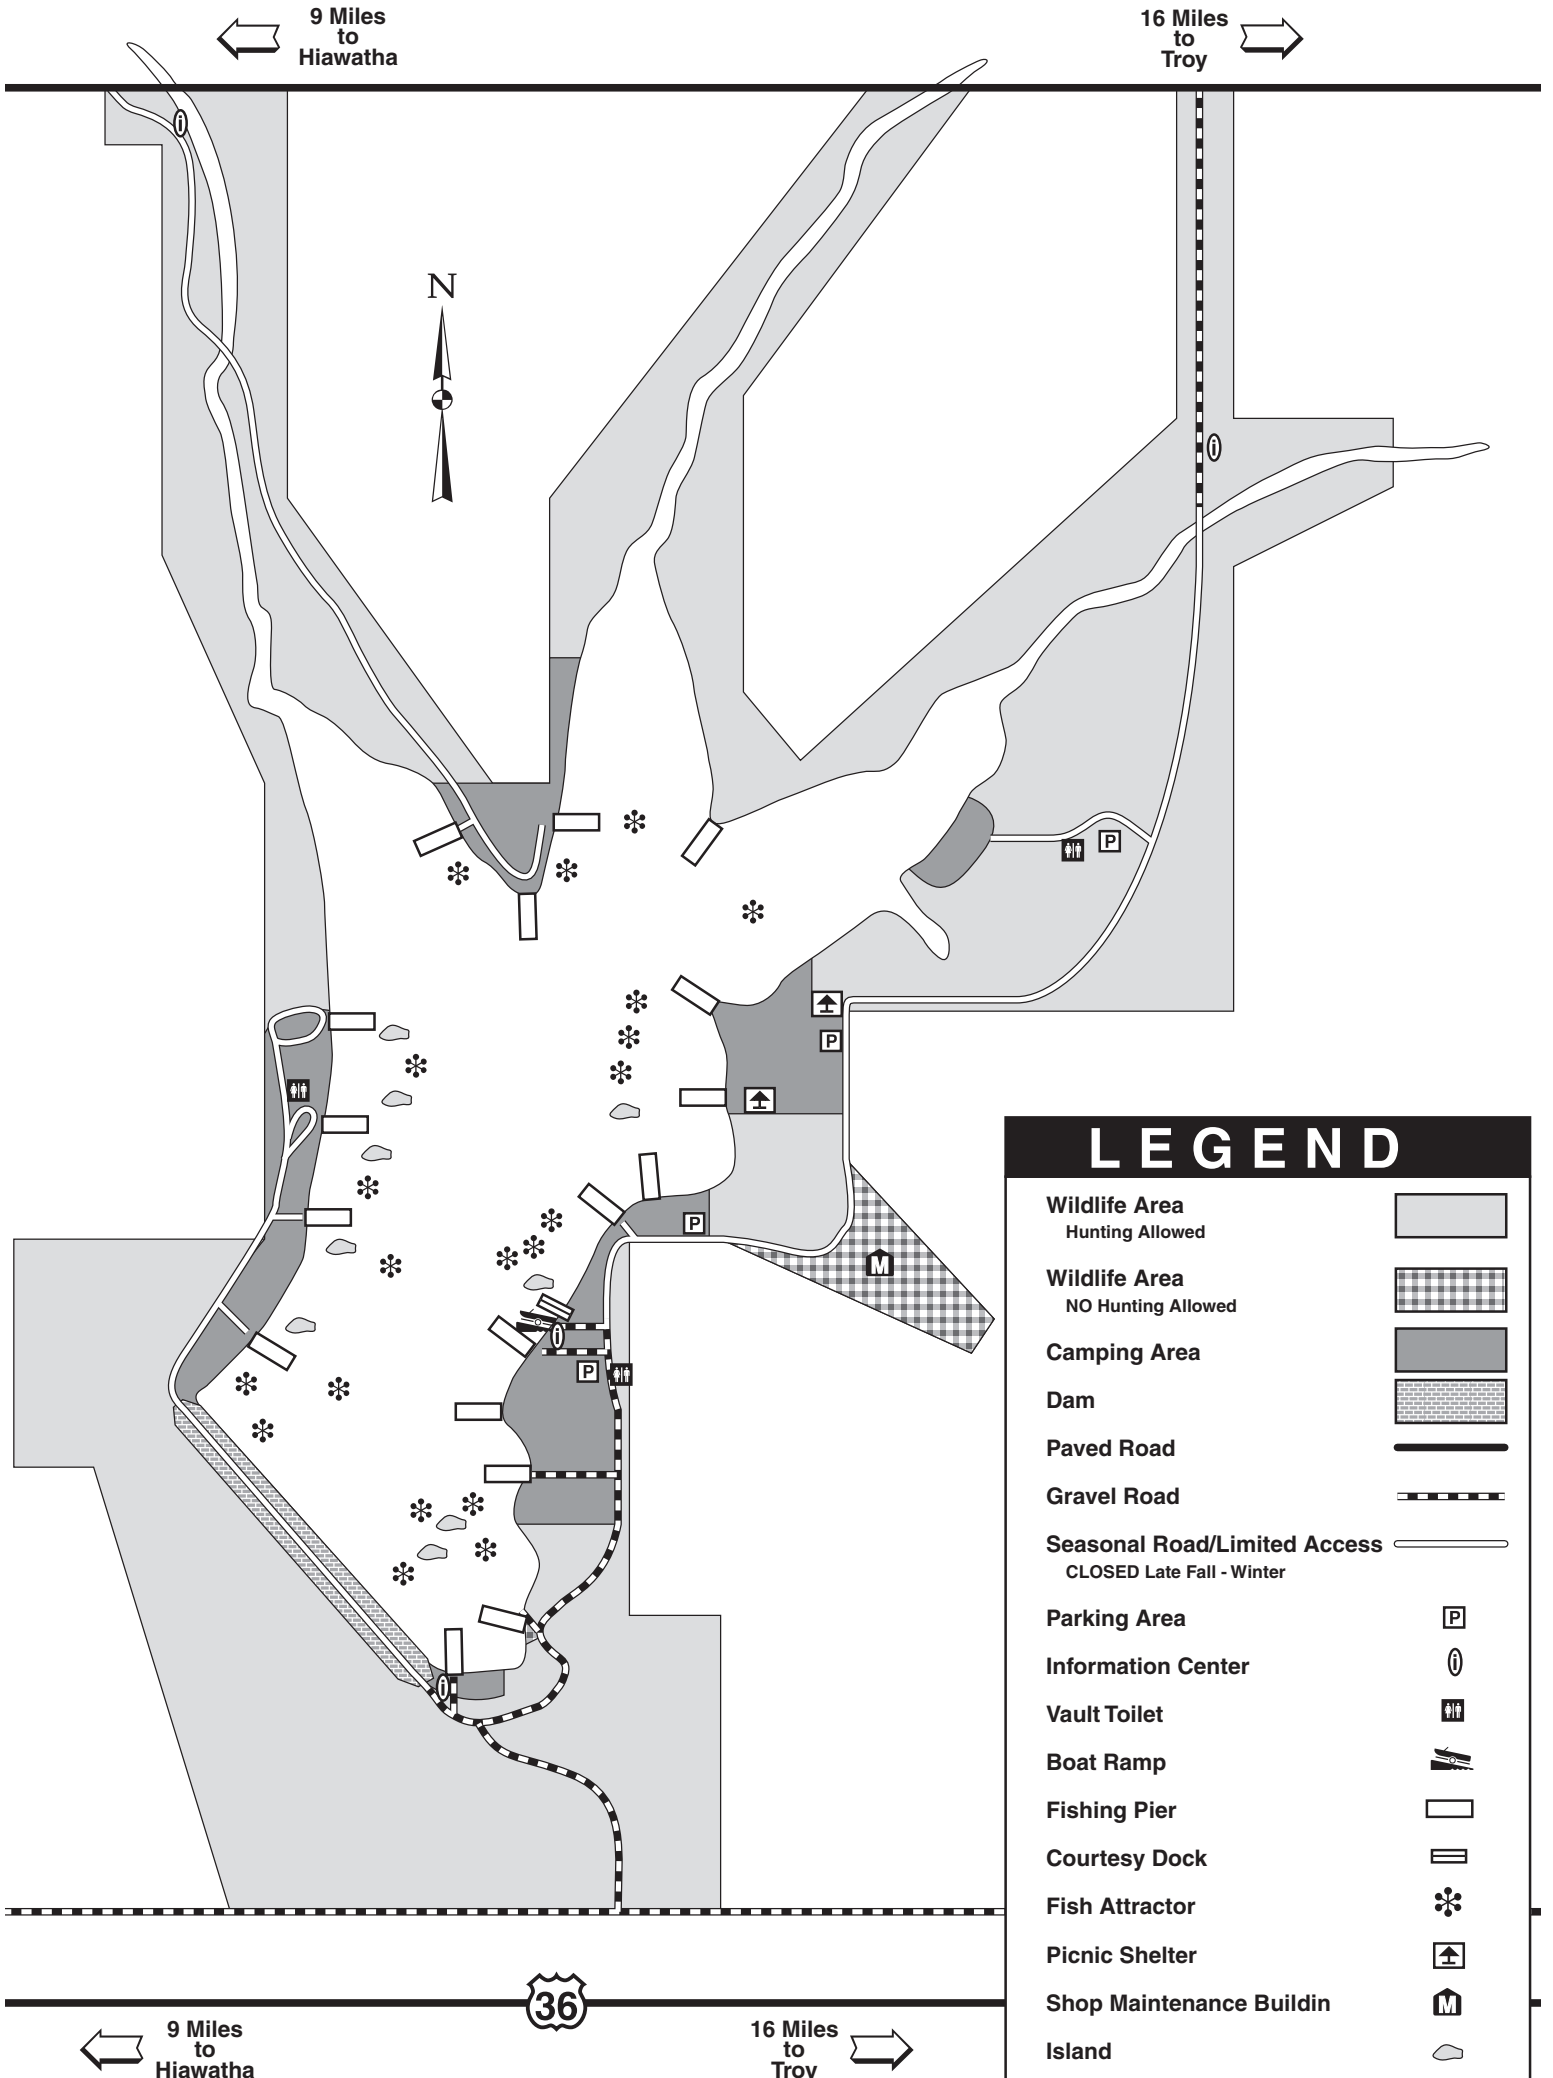 9 Miles
to
Hiawatha
16 Miles
to
Troy
i
N
i
P
P
P
M
i
P
i
LEGEND
Wildlife Area
Hunting Allowed
Wildlife Area
NO Hunting Allowed
Camping Area
Dam
Paved Road
Gravel Road
Seasonal Road/Limited Access
CLOSED Late Fall - Winter
Parking Area P
Information Center i
Vault Toilet
Boat Ramp
Fishing Pier
Courtesy Dock
Fish Attractor
Picnic Shelter
Shop Maintenance Buildin M
Island
36
9 Miles
to
Hiawatha
16 Miles
to
Troy